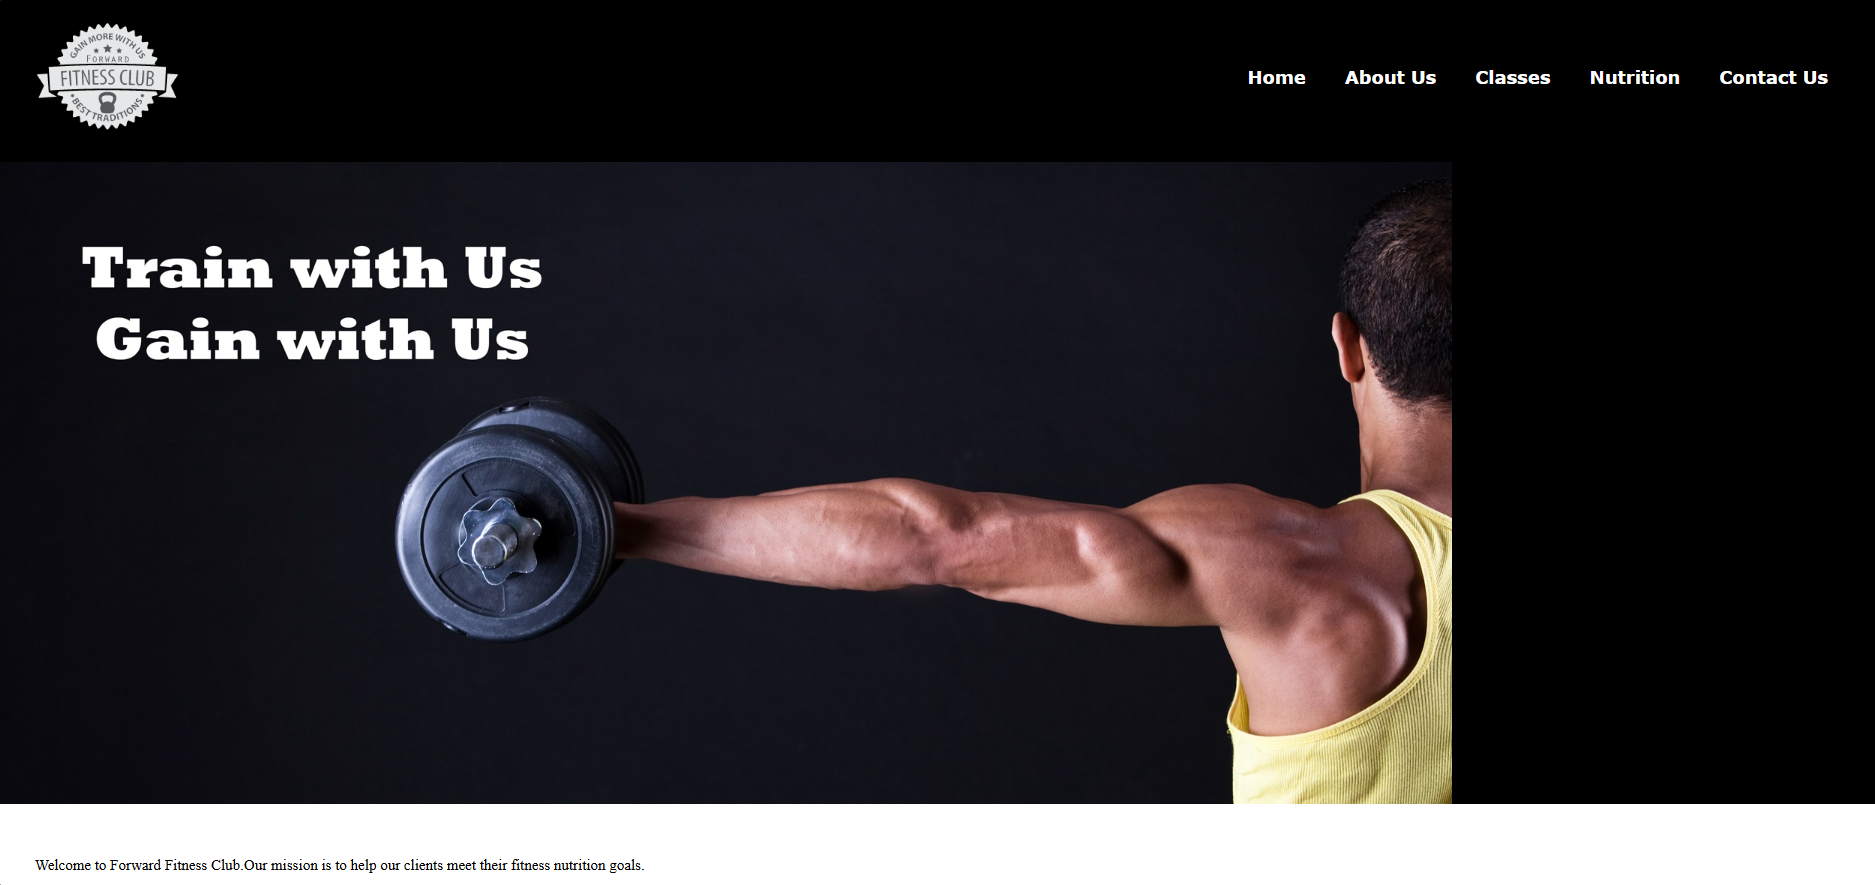 GAIN MORE WITH US
FORWARD
FITNESS CLUB
BEST TRADITIONS
Home About Us Classes Nutrition Contact Us
Train with Us
Gain with Us
Welcome to Forward Fitness Club.Our mission is to help our clients meet their fitness nutrition goals.